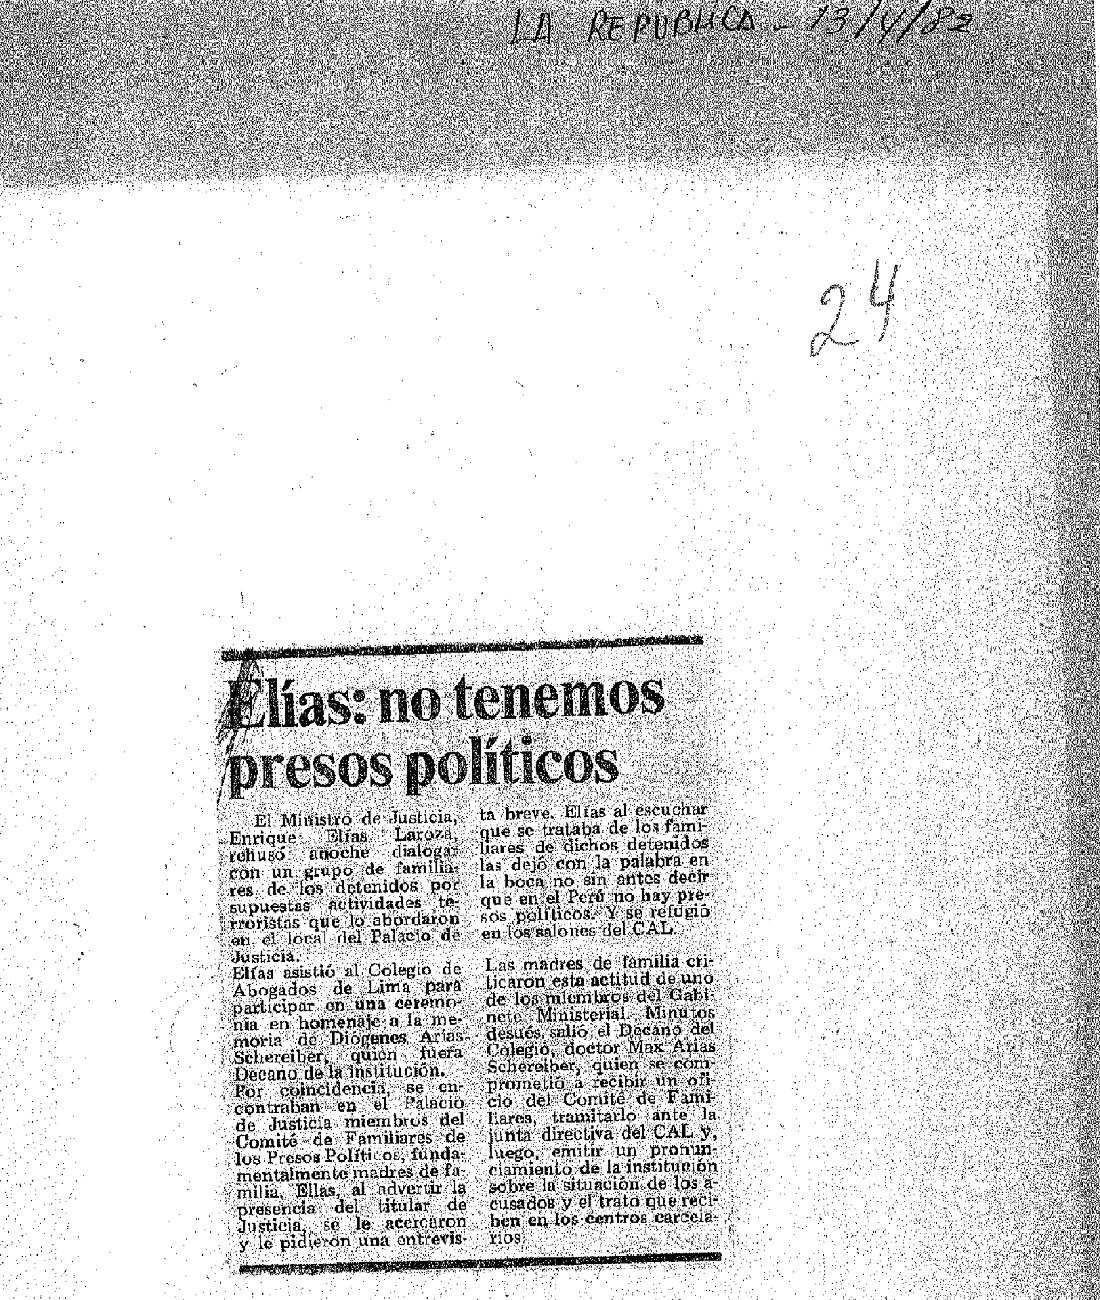 LA REPUBLICA - 13/4/82
24
Elías: no tenemos
presos políticos
El Ministro de Justicia,
Enrique Elías Laroza,
rehusó anoche dialogar
con un grupo de familia-
res de los detenidos por
supuestas actividades te-
rroristas que lo abordaron
en el local del Palacio de
Justicia.
Elías asistió al Colegio de
Abogados de Lima para
participar en una ceremo-
nia en homenaje a la me-
moria de Diógenes Arias-
Schereiber, quien fuera
Decano de la institución.
Por coincidencia, se en-
contraban en el Palacio
de Justicia miembros del
Comité de Familiares de
los Presos Políticos, funda-
mentalmente madres de fa-
milia. Ellas, al advertir la
presencia del titular de
Justicia, se le acercaron
y le pidieron una entrevis-
ta breve. Elías al escuchar
que se trataba de los fami-
liares de dichos detenidos
las dejó con la palabra en
la boca no sin antes decir
que en el Perú no hay pre-
sos políticos. Y se refugió
en los salones del CAL.
Las madres de familia cri-
ticaron esta actitud de uno
de los miembros del Gabi-
nete Ministerial. Minutos
desués salió el Decano del
Colegio, doctor Max Arias
Schereiber, quien se com-
prometió a recibir un ofi-
cio del Comité de Fami-
liares, tramitarlo ante la
junta directiva del CAL y,
luego, emitir un pronun-
ciamiento de la institución
sobre la situación de los a-
cusados y el trato que reci-
ben en los centros carcela-
rios.